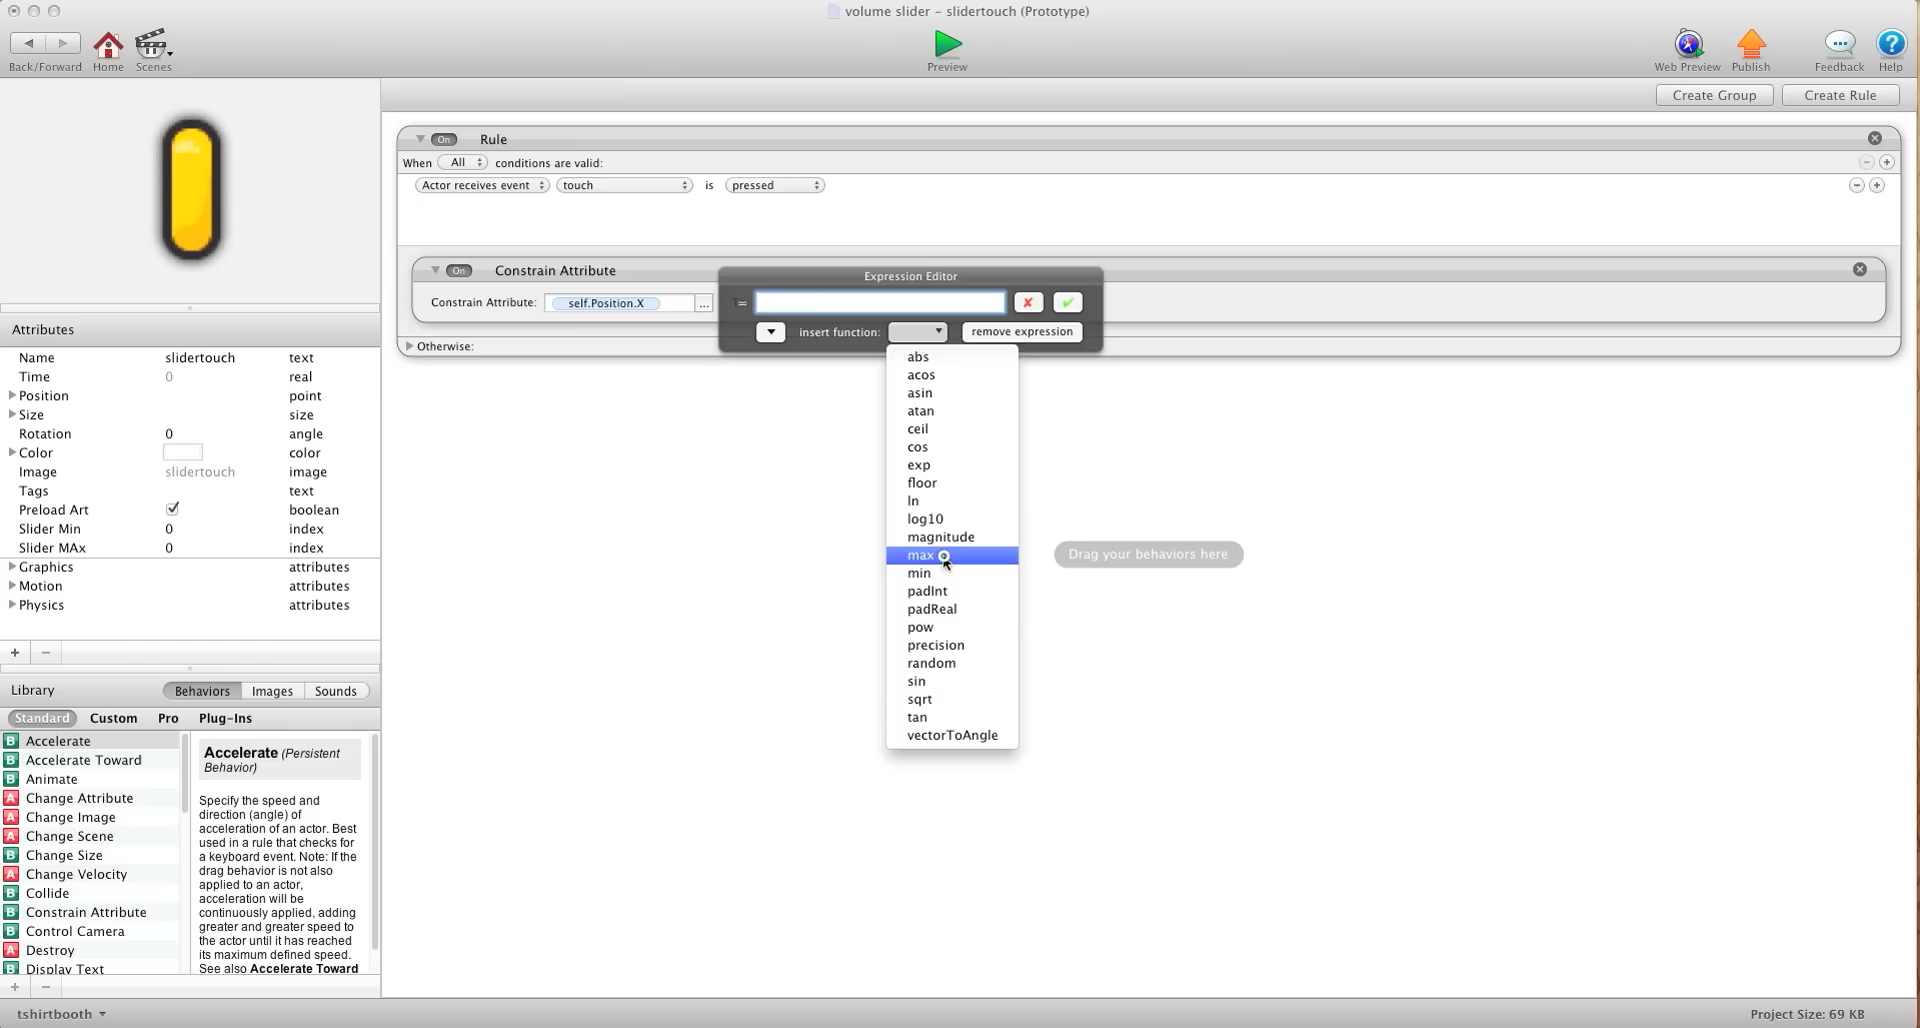 volume slider – slidertouch (Prototype)
Back/Forward Home Scenes Preview Web Preview Publish Feedback Help
Create Group Create Rule
On Rule
When All conditions are valid:
Actor receives event touch is pressed
On Constrain Attribute
Constrain Attribute: self.Position.X ...
Otherwise:
Expression Editor
=
insert function: remove expression
abs
acos
asin
atan
ceil
cos
exp
floor
ln
log10
magnitude
max
min
padInt
padReal
pow
precision
random
sin
sqrt
tan
vectorToAngle
Drag your behaviors here
Attributes
Name slidertouch text
Time 0 real
Position point
Size size
Rotation 0 angle
Color color
Image slidertouch image
Tags text
Preload Art boolean
Slider Min 0 index
Slider MAx 0 index
Graphics attributes
Motion attributes
Physics attributes
Library Behaviors Images Sounds
Standard Custom Pro Plug-Ins
B Accelerate
B Accelerate Toward
B Animate
A Change Attribute
A Change Image
A Change Scene
B Change Size
A Change Velocity
B Collide
B Constrain Attribute
B Control Camera
A Destroy
B Display Text
Accelerate (Persistent
Behavior)
Specify the speed and
direction (angle) of
acceleration of an actor. Best
used in a rule that checks for
a keyboard event. Note: If the
drag behavior is not also
applied to an actor,
acceleration will be
continuously applied, adding
greater and greater speed to
the actor until it has reached
its maximum defined speed.
See also Accelerate Toward
tshirtbooth
Project Size: 69 KB